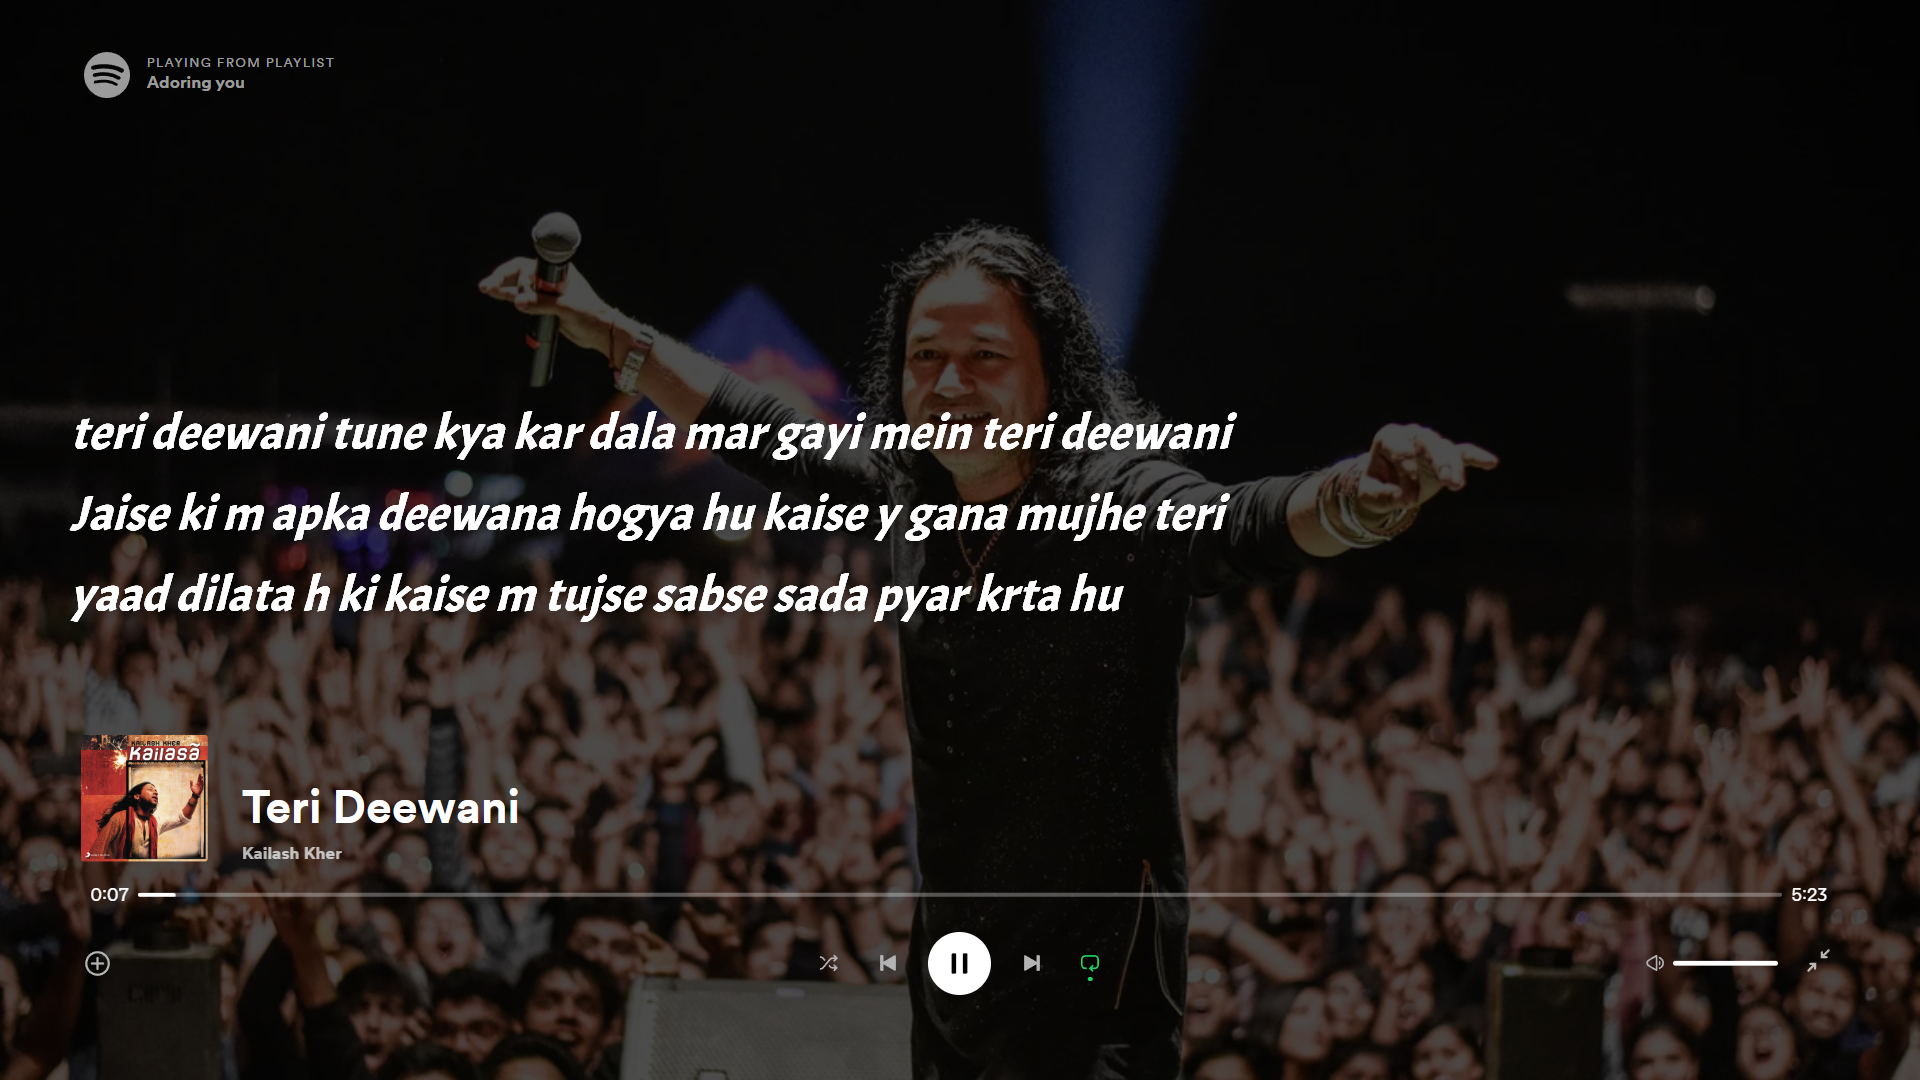 PLAYING FROM PLAYLIST
Adoring you
teri deewani tune kya kar dala mar gayi mein teri deewani
Jaise ki m apka deewana hogya hu kaise y gana mujhe teri
yaad dilata h ki kaise m tujse sabse sada pyar krta hu
KAILASH KHER
Kailasã
Teri Deewani
Kailash Kher
0:07
5:23